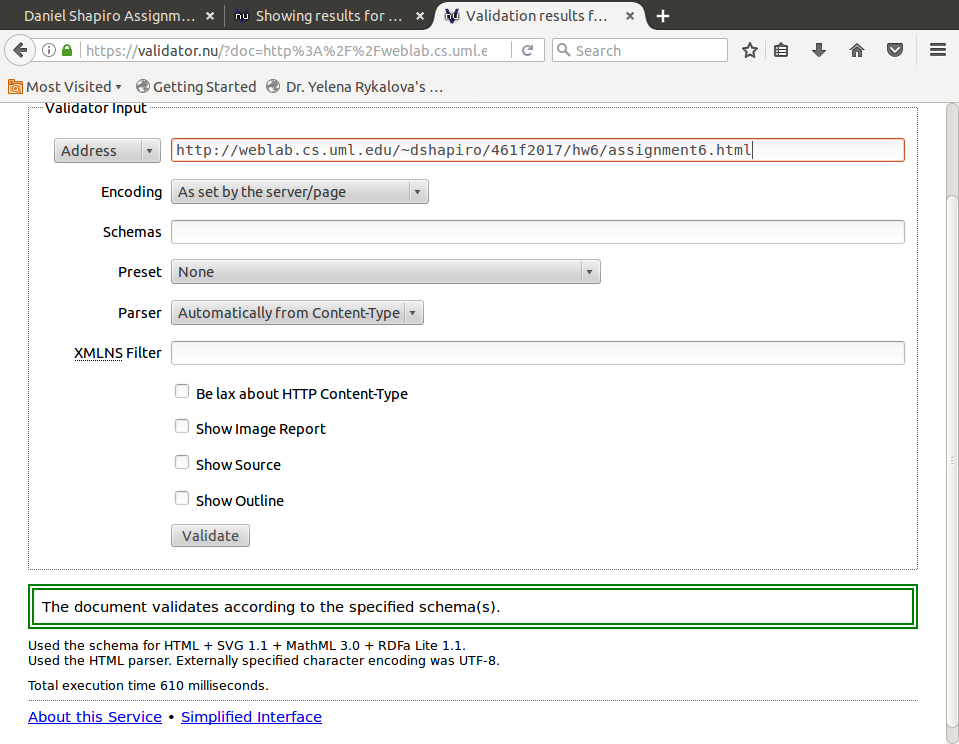 Daniel Shapiro Assignm... × nu Showing results for ... × Validation results f... × +
https://validator.nu/?doc=http%3A%2F%2Fweblab.cs.uml.e Search
Most Visited Getting Started Dr. Yelena Rykalova's ...
Validator Input
Address http://weblab.cs.uml.edu/~dshapiro/461f2017/hw6/assignment6.html
Encoding As set by the server/page
Schemas
Preset None
Parser Automatically from Content-Type
XMLNS Filter
Be lax about HTTP Content-Type
Show Image Report
Show Source
Show Outline
Validate
The document validates according to the specified schema(s).
Used the schema for HTML + SVG 1.1 + MathML 3.0 + RDFa Lite 1.1.
Used the HTML parser. Externally specified character encoding was UTF-8.
Total execution time 610 milliseconds.
About this Service • Simplified Interface